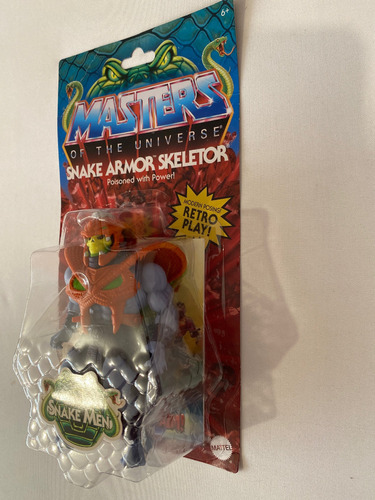 6+
MASTERS
OF THE UNIVERSE
SNAKE ARMOR SKELETOR
Poisoned with Power!
MODERN POSING!
RETRO
PLAY!
SNAKE MEN
MATTEL